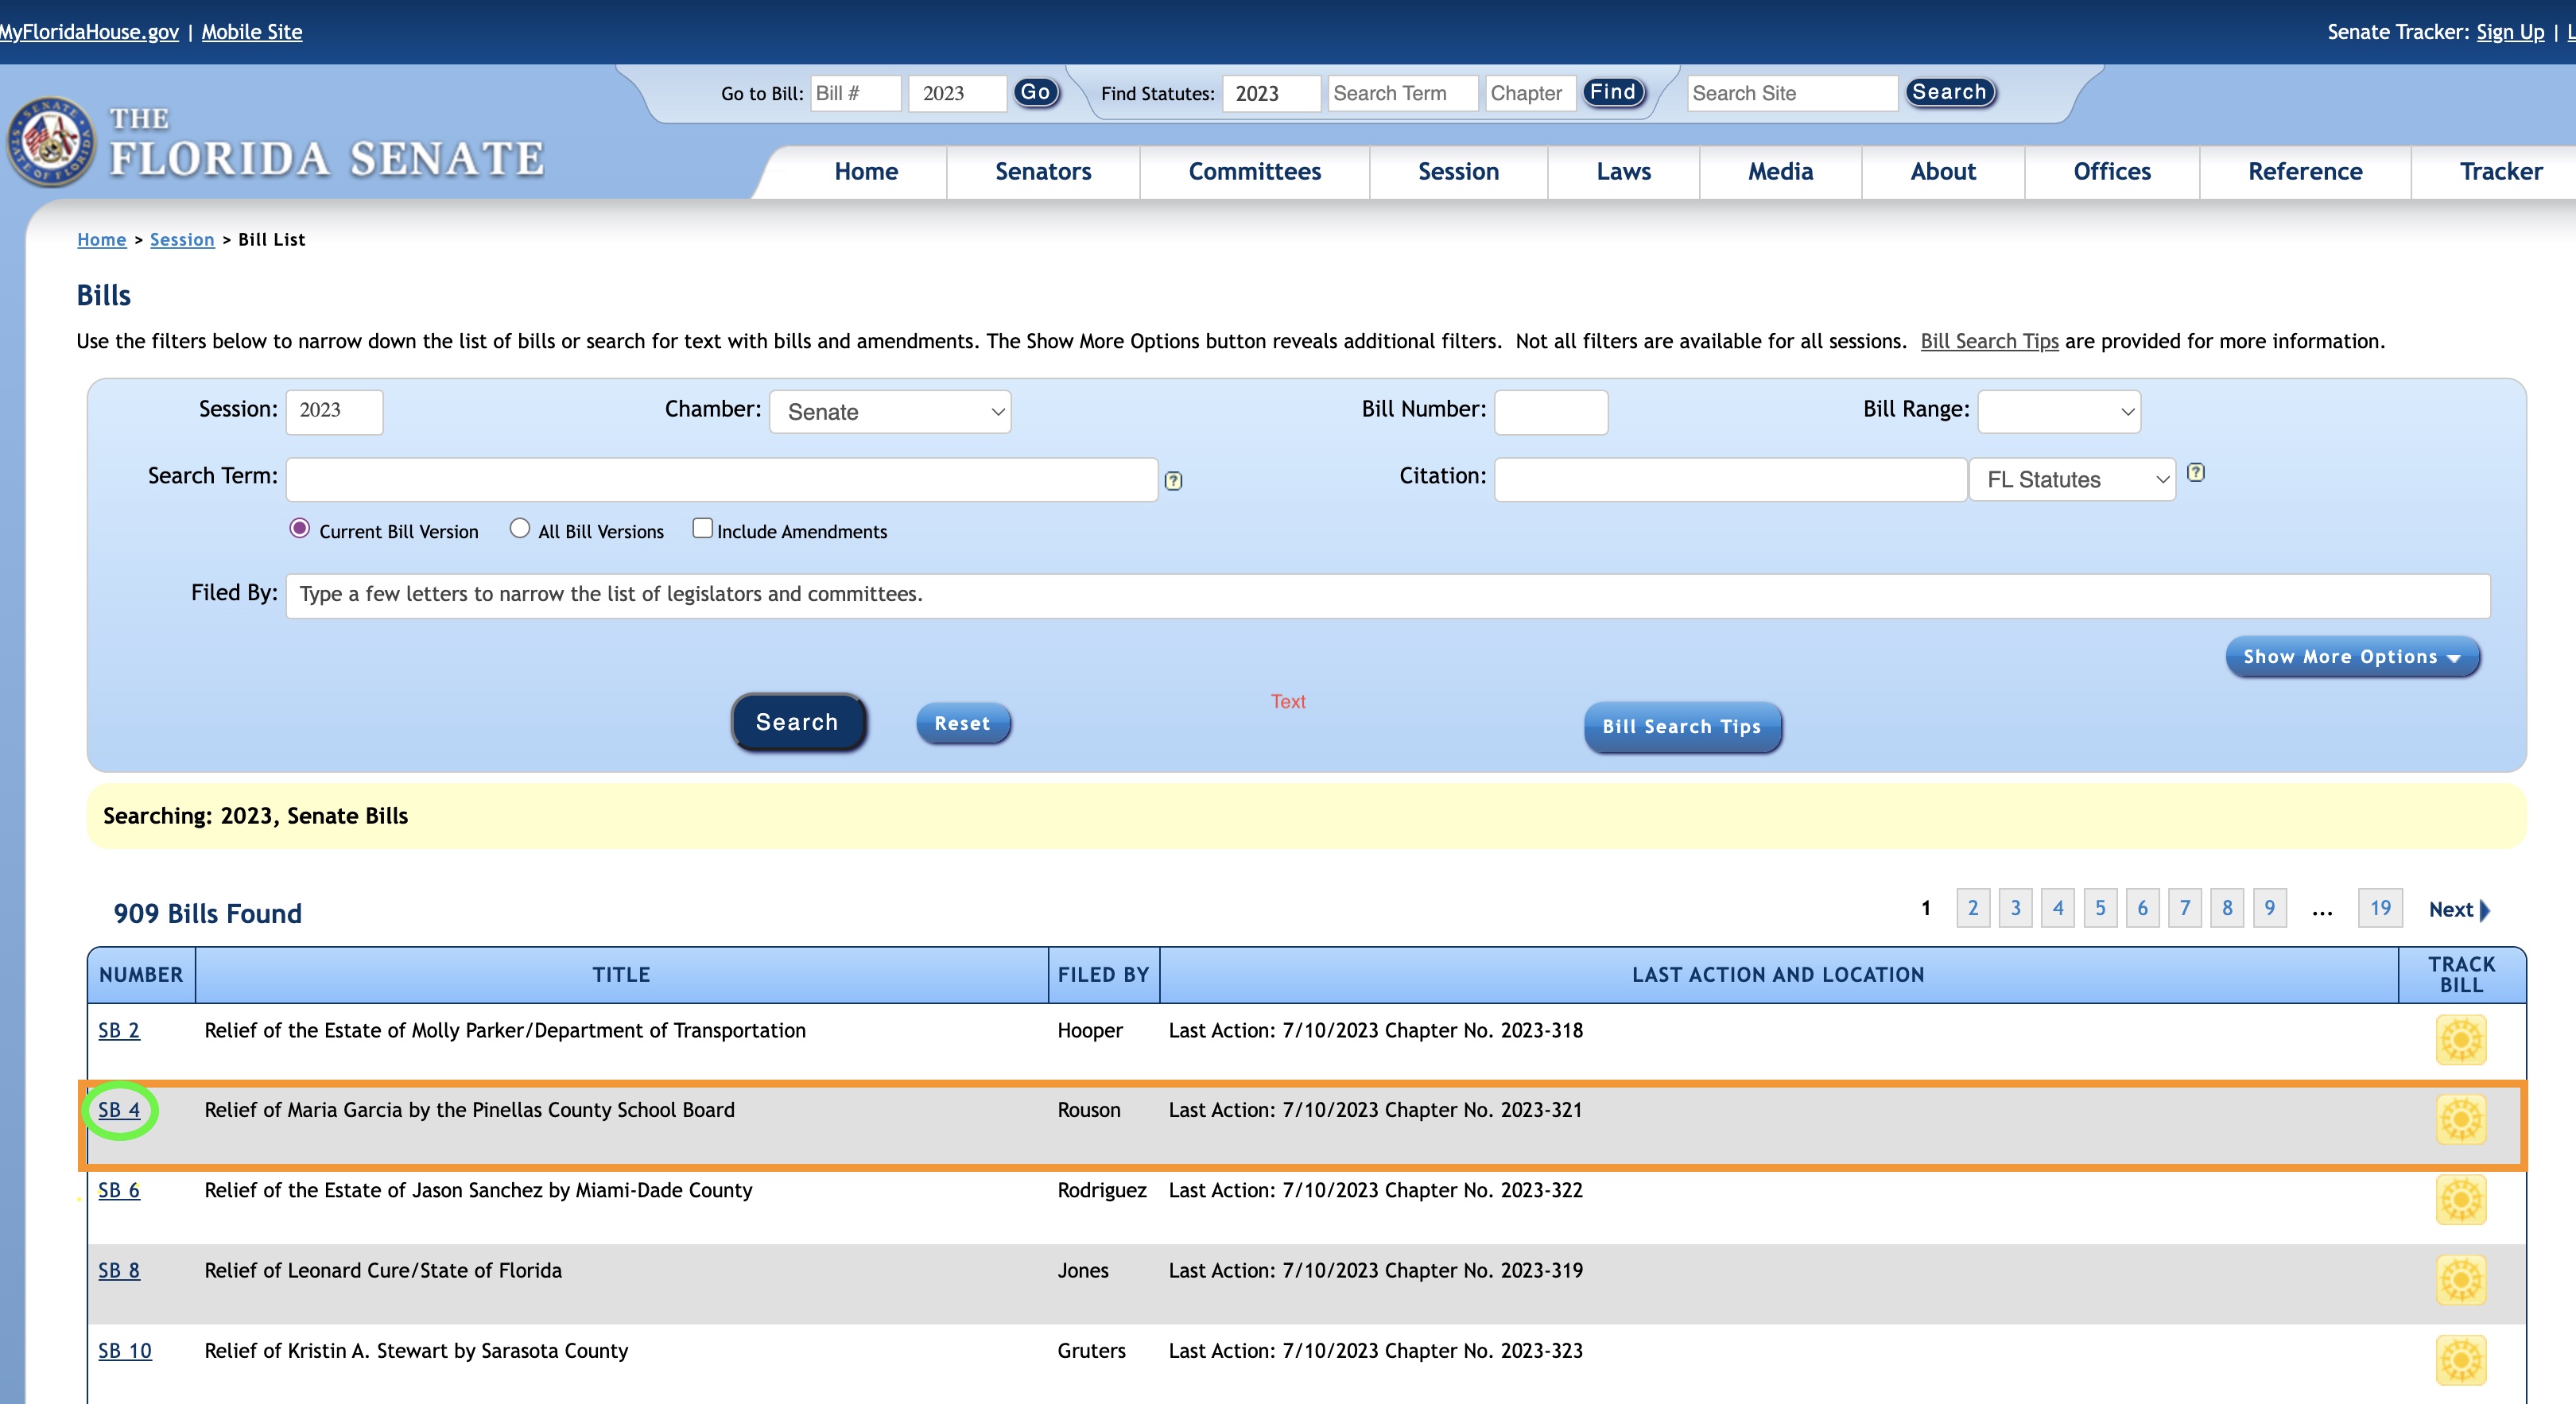 MyFloridaHouse.gov | Mobile Site
Senate Tracker: Sign Up |
Go to Bill: Bill # 2023 Go Find Statutes: 2023 Search Term Chapter Find Search Site Search
THE
FLORIDA SENATE
Home Senators Committees Session Laws Media About Offices Reference Tracker
Home > Session > Bill List
Bills
Use the filters below to narrow down the list of bills or search for text with bills and amendments. The Show More Options button reveals additional filters. Not all filters are available for all sessions. Bill Search Tips are provided for more information.
Session: 2023 Chamber: Senate Bill Number: Bill Range:
Search Term: ? Citation: FL Statutes ?
Current Bill Version All Bill Versions Include Amendments
Filed By: Type a few letters to narrow the list of legislators and committees.
Show More Options
Search Reset Text Bill Search Tips
Searching: 2023, Senate Bills
909 Bills Found 1 2 3 4 5 6 7 8 9 ... 19 Next
NUMBER TITLE FILED BY LAST ACTION AND LOCATION TRACK BILL
SB 2 Relief of the Estate of Molly Parker/Department of Transportation Hooper Last Action: 7/10/2023 Chapter No. 2023-318
SB 4 Relief of Maria Garcia by the Pinellas County School Board Rouson Last Action: 7/10/2023 Chapter No. 2023-321
SB 6 Relief of the Estate of Jason Sanchez by Miami-Dade County Rodriguez Last Action: 7/10/2023 Chapter No. 2023-322
SB 8 Relief of Leonard Cure/State of Florida Jones Last Action: 7/10/2023 Chapter No. 2023-319
SB 10 Relief of Kristin A. Stewart by Sarasota County Gruters Last Action: 7/10/2023 Chapter No. 2023-323